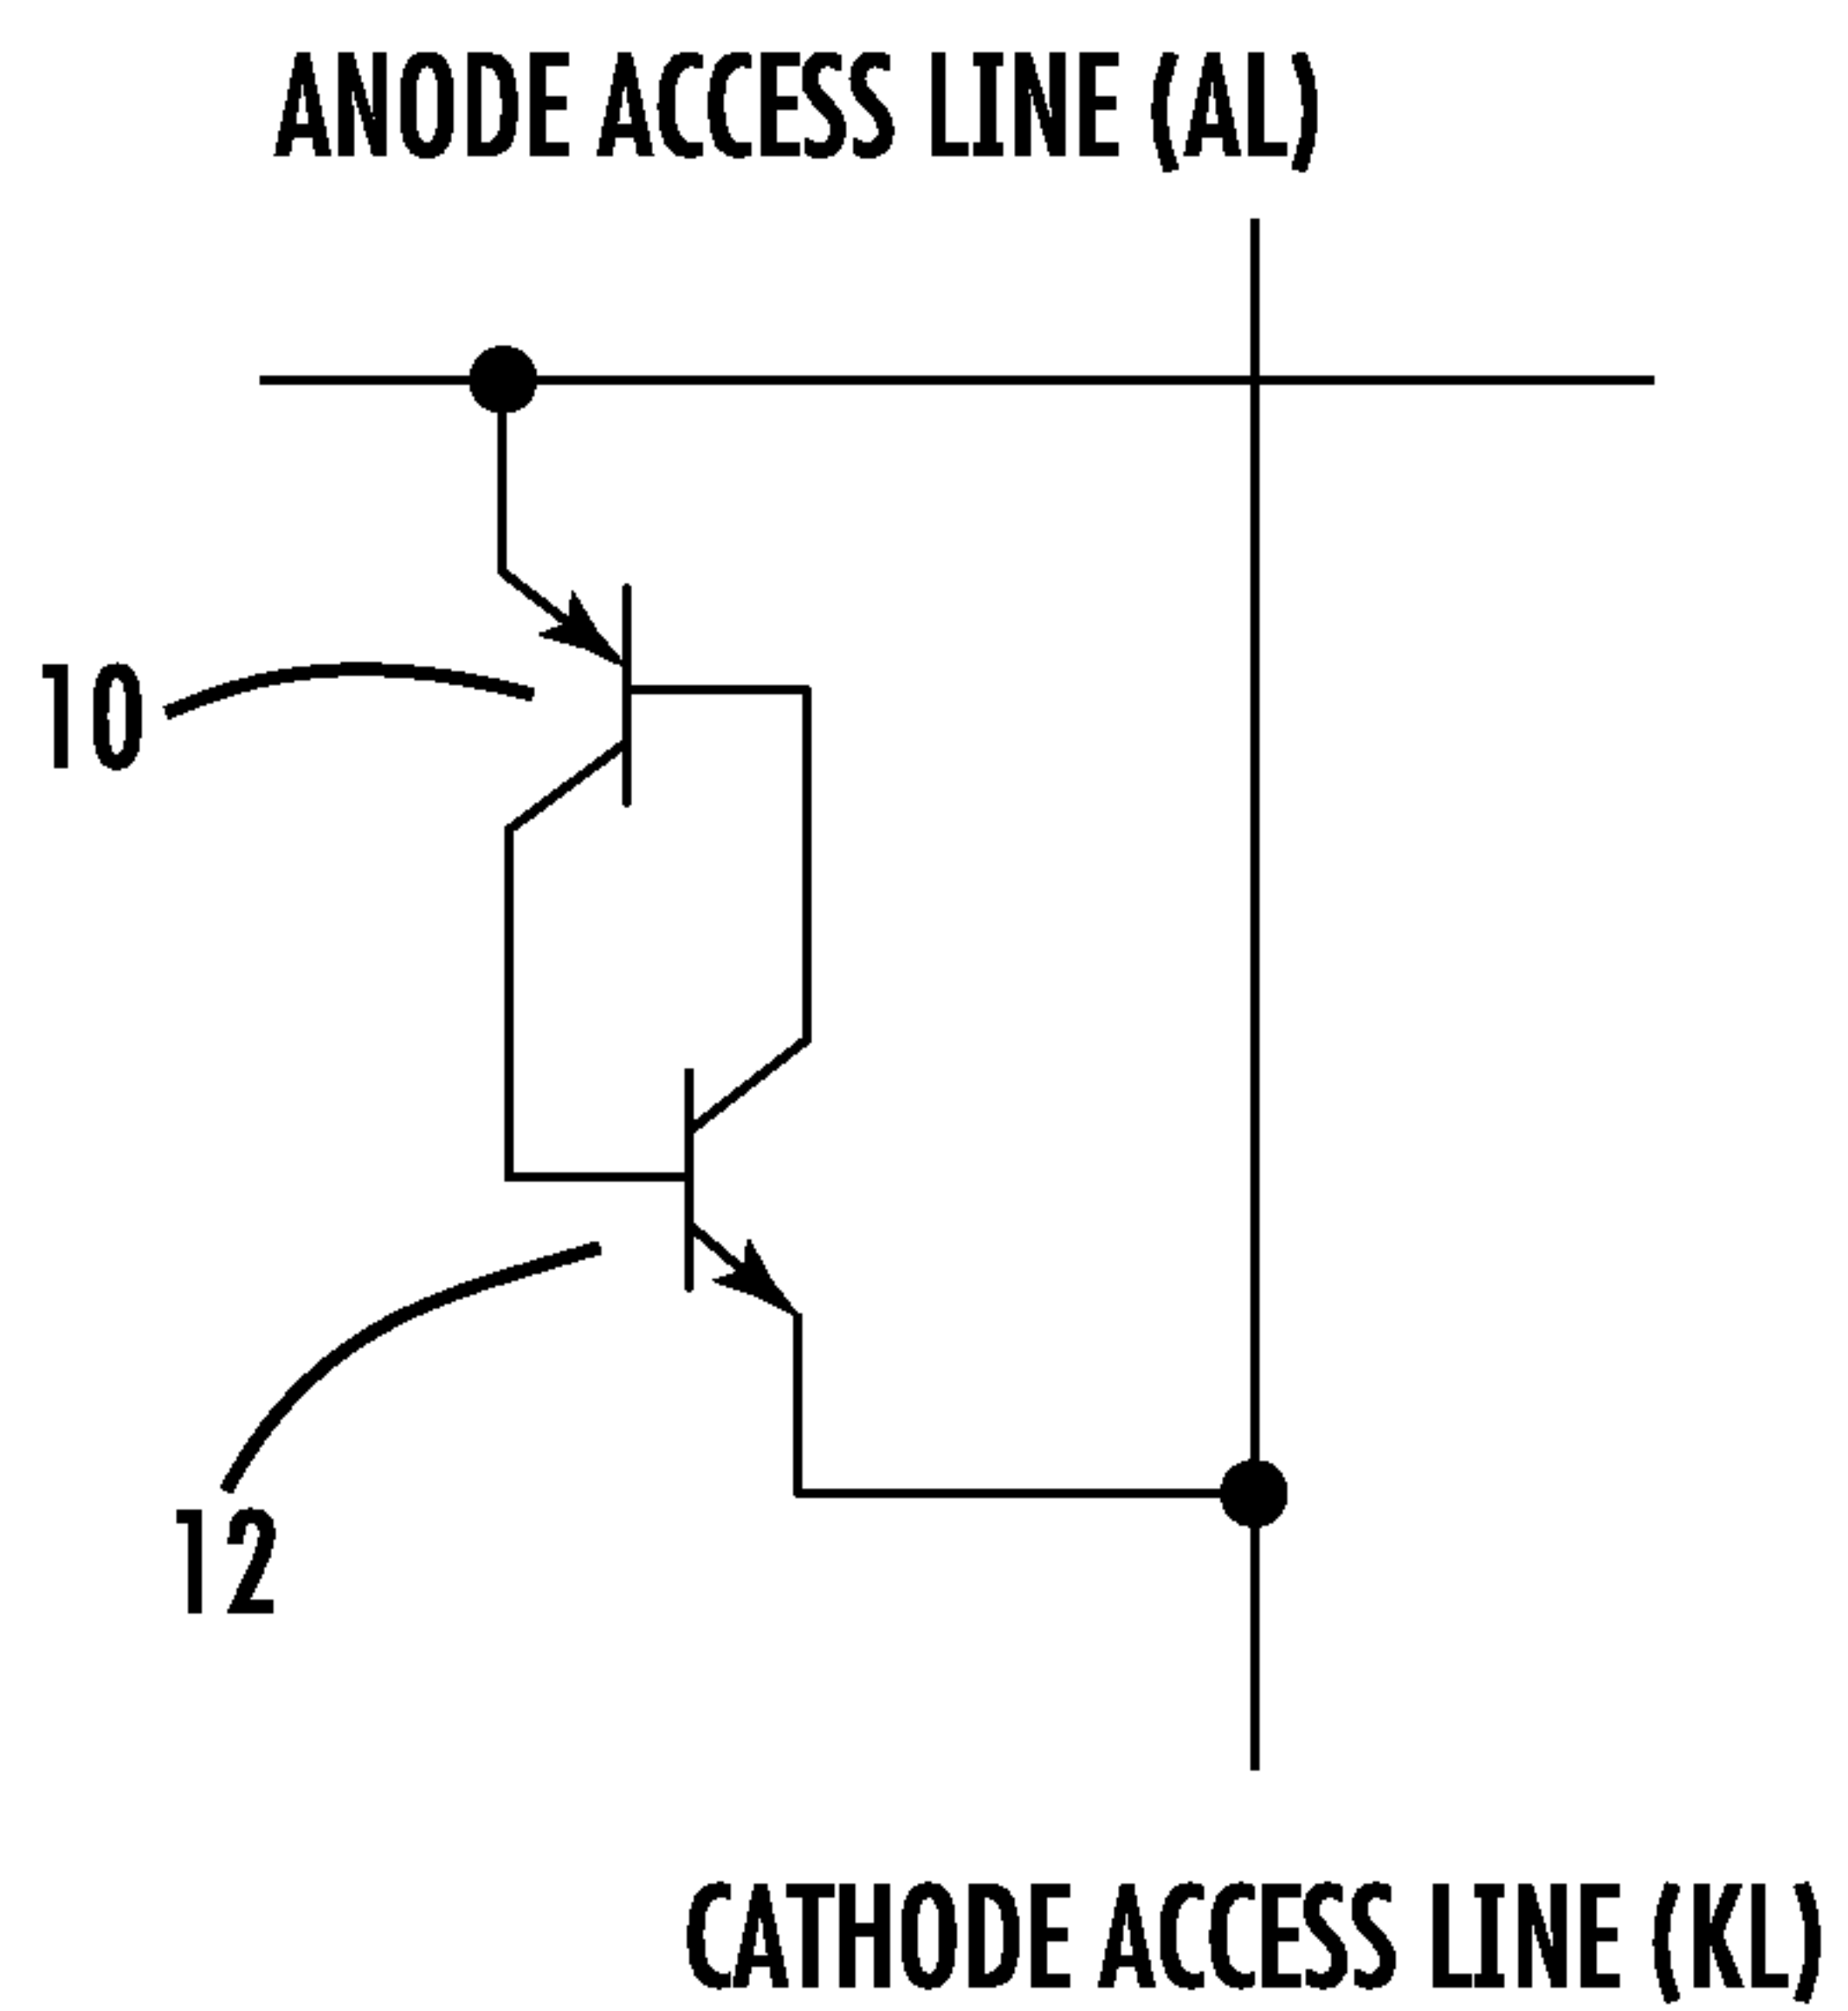 ANODE ACCESS LINE (AL)
10
12
CATHODE ACCESS LINE (KL)